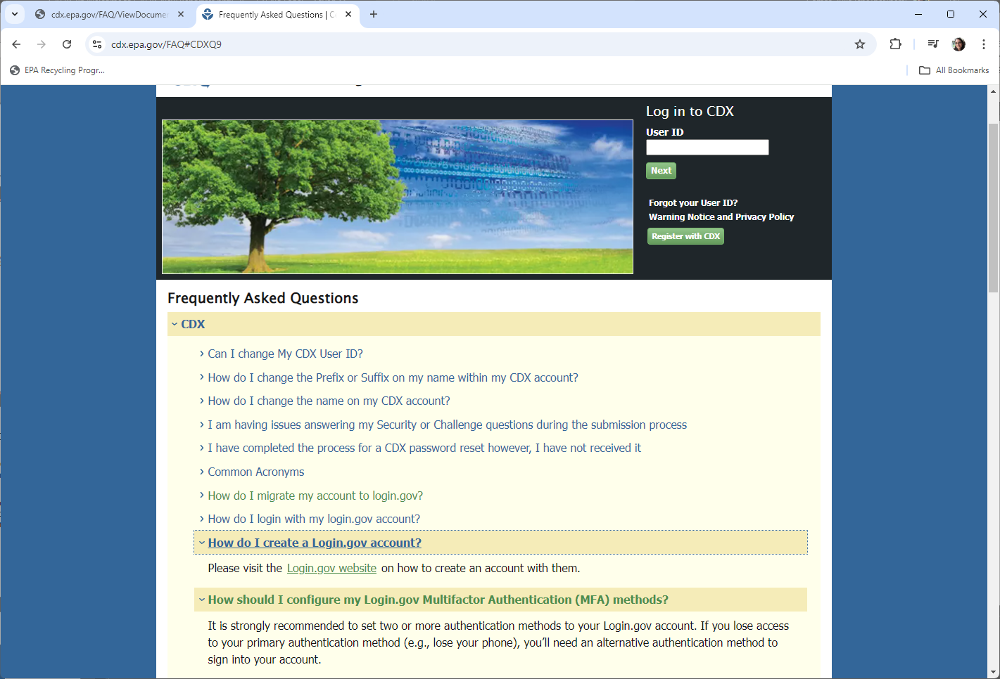 cdx.epa.gov/FAQ/ViewDocume
Frequently Asked Questions | C
cdx.epa.gov/FAQ#CDXQ9
EPA Recycling Progr...
All Bookmarks
Log in to CDX
User ID
Next
Forgot your User ID?
Warning Notice and Privacy Policy
Register with CDX
Frequently Asked Questions
CDX
Can I change My CDX User ID?
How do I change the Prefix or Suffix on my name within my CDX account?
How do I change the name on my CDX account?
I am having issues answering my Security or Challenge questions during the submission process
I have completed the process for a CDX password reset however, I have not received it
Common Acronyms
How do I migrate my account to login.gov?
How do I login with my login.gov account?
How do I create a Login.gov account?
Please visit the Login.gov website on how to create an account with them.
How should I configure my Login.gov Multifactor Authentication (MFA) methods?
It is strongly recommended to set two or more authentication methods to your Login.gov account. If you lose access
to your primary authentication method (e.g., lose your phone), you’ll need an alternative authentication method to
sign into your account.